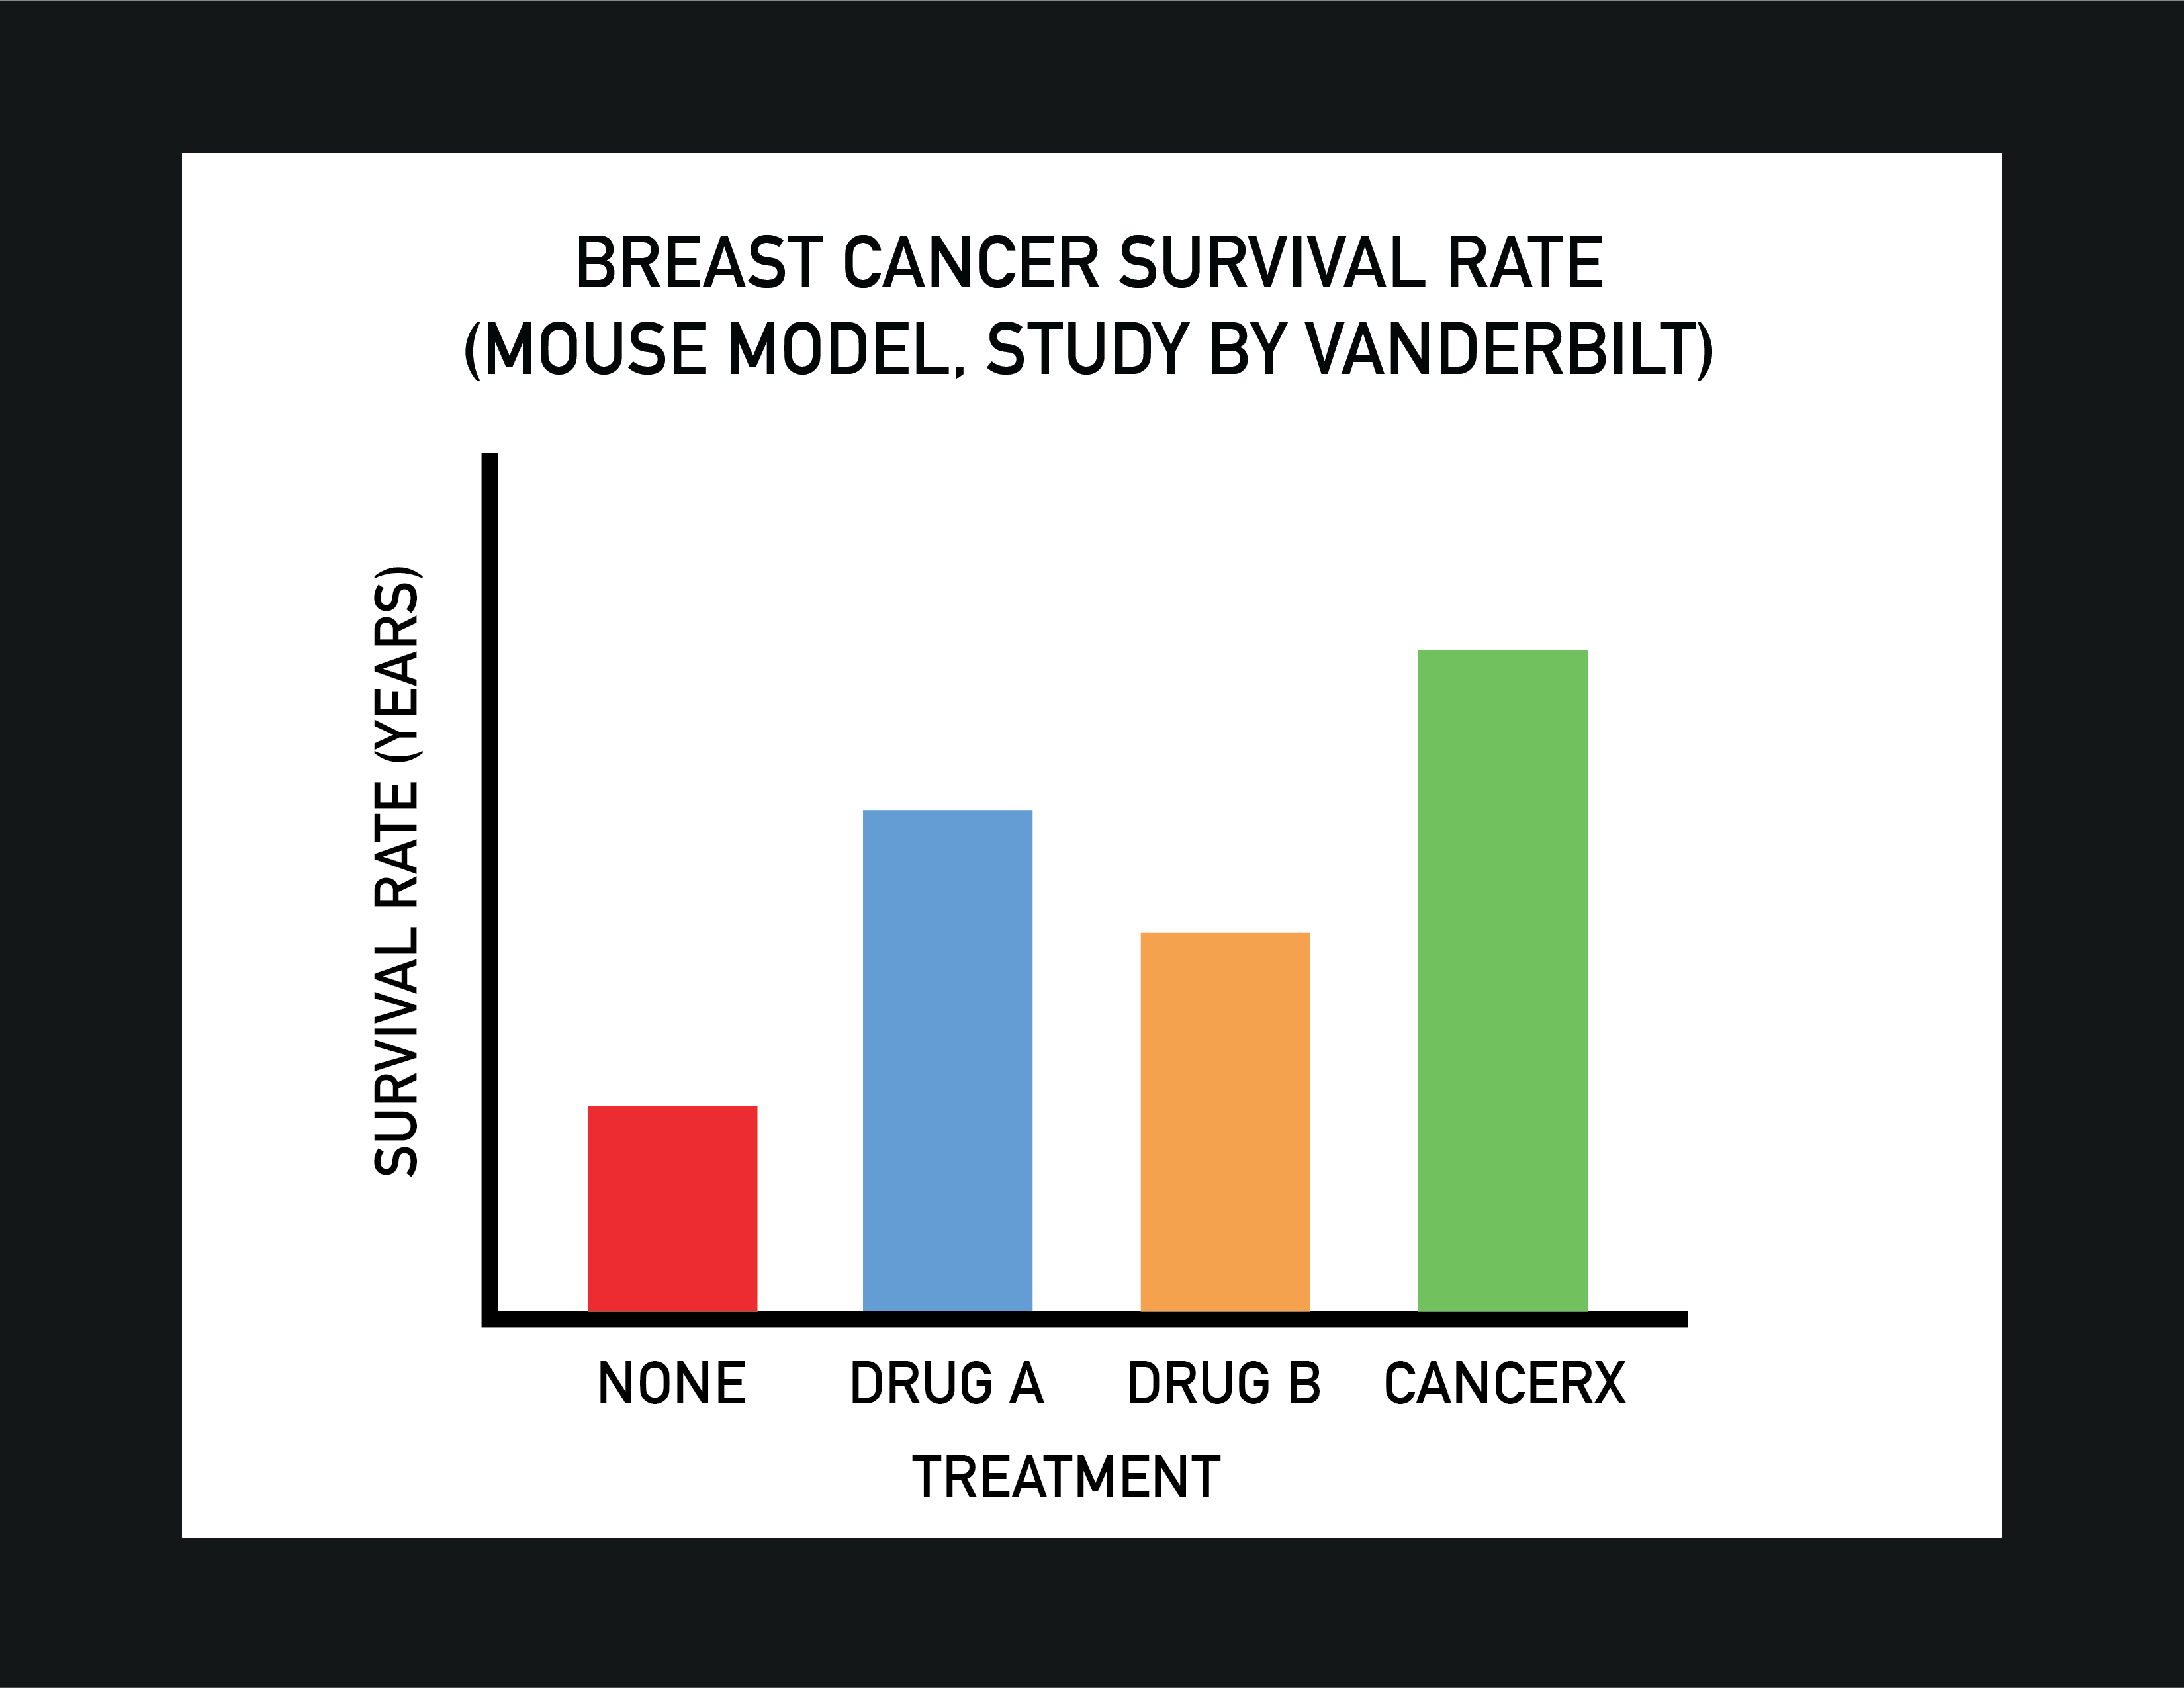 BREAST CANCER SURVIVAL RATE
(MOUSE MODEL, STUDY BY VANDERBILT)
SURVIVAL RATE (YEARS)
NONE DRUG A DRUG B CANCERX
TREATMENT